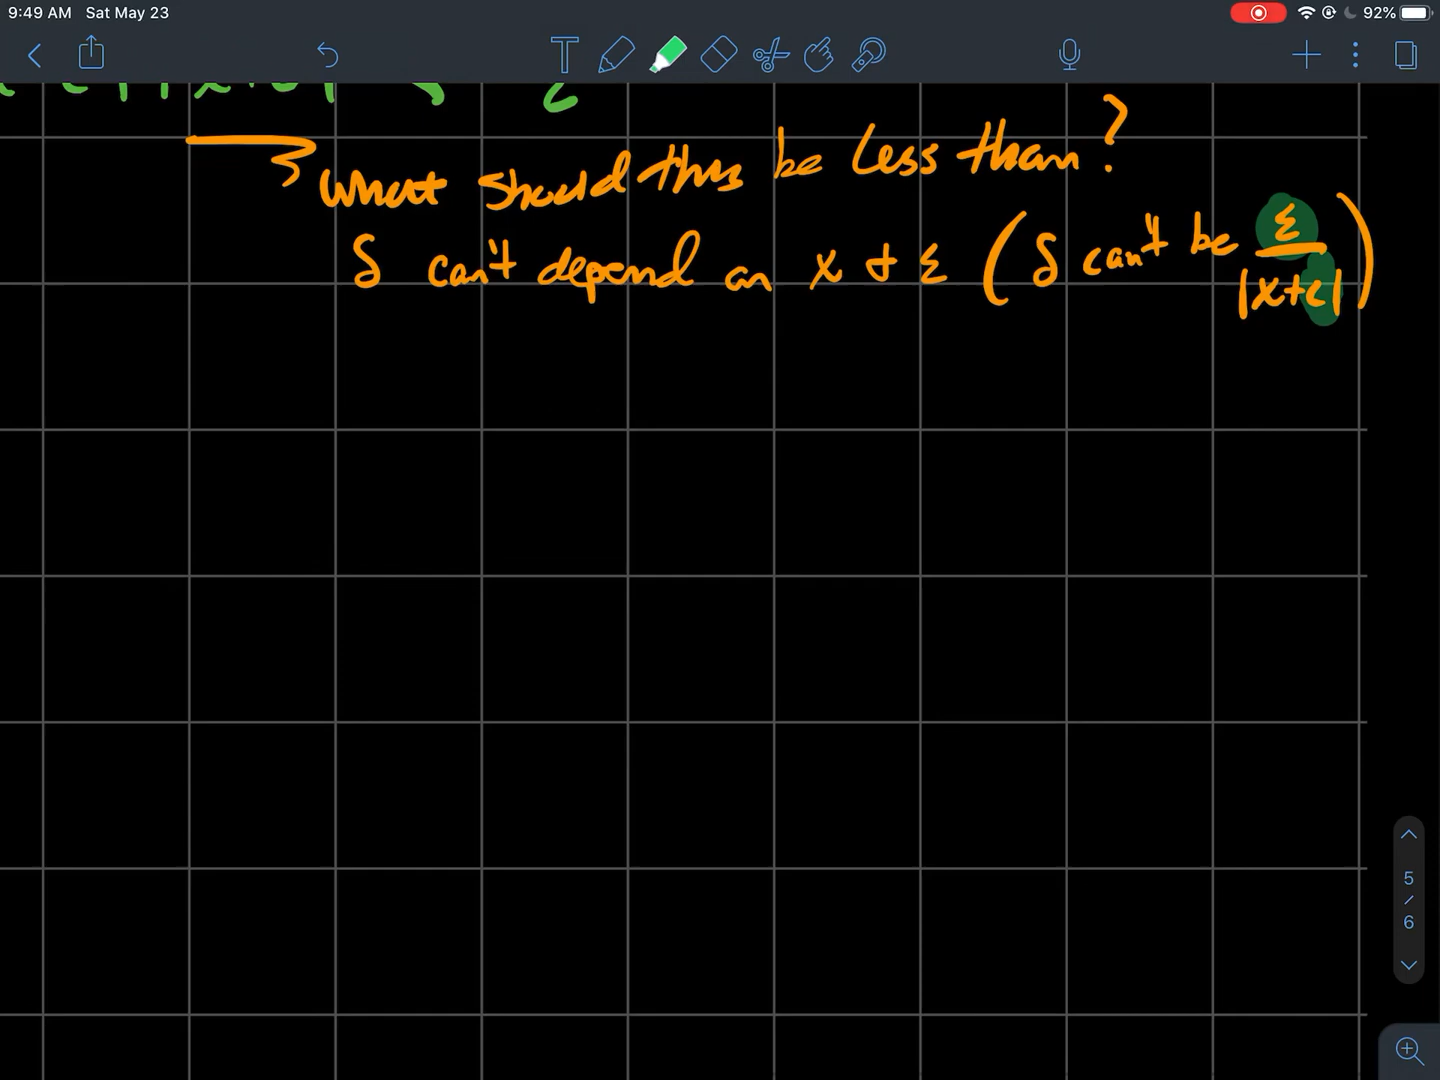 9:49 AM Sat May 23
92%
T
What should this be less than?
δ can't depend on x & ε (δ can't be ε / |x+c|)
5
/
6